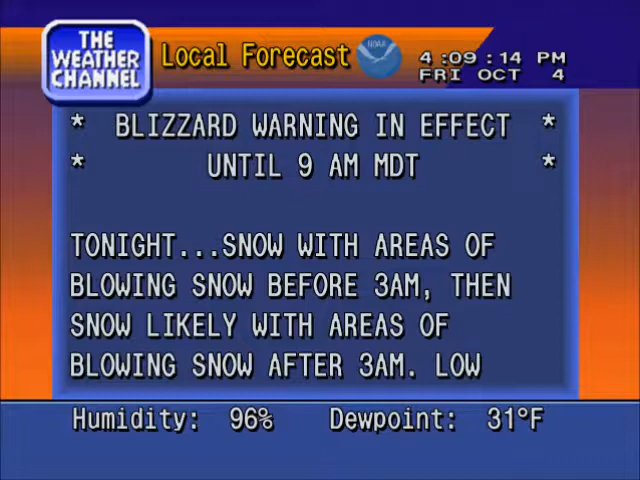 THE
WEATHER
CHANNEL
Local Forecast
NOAA
4:09:14 PM
FRI OCT 4
* BLIZZARD WARNING IN EFFECT *
* UNTIL 9 AM MDT *
TONIGHT...SNOW WITH AREAS OF
BLOWING SNOW BEFORE 3AM, THEN
SNOW LIKELY WITH AREAS OF
BLOWING SNOW AFTER 3AM. LOW
Humidity: 96% Dewpoint: 31°F